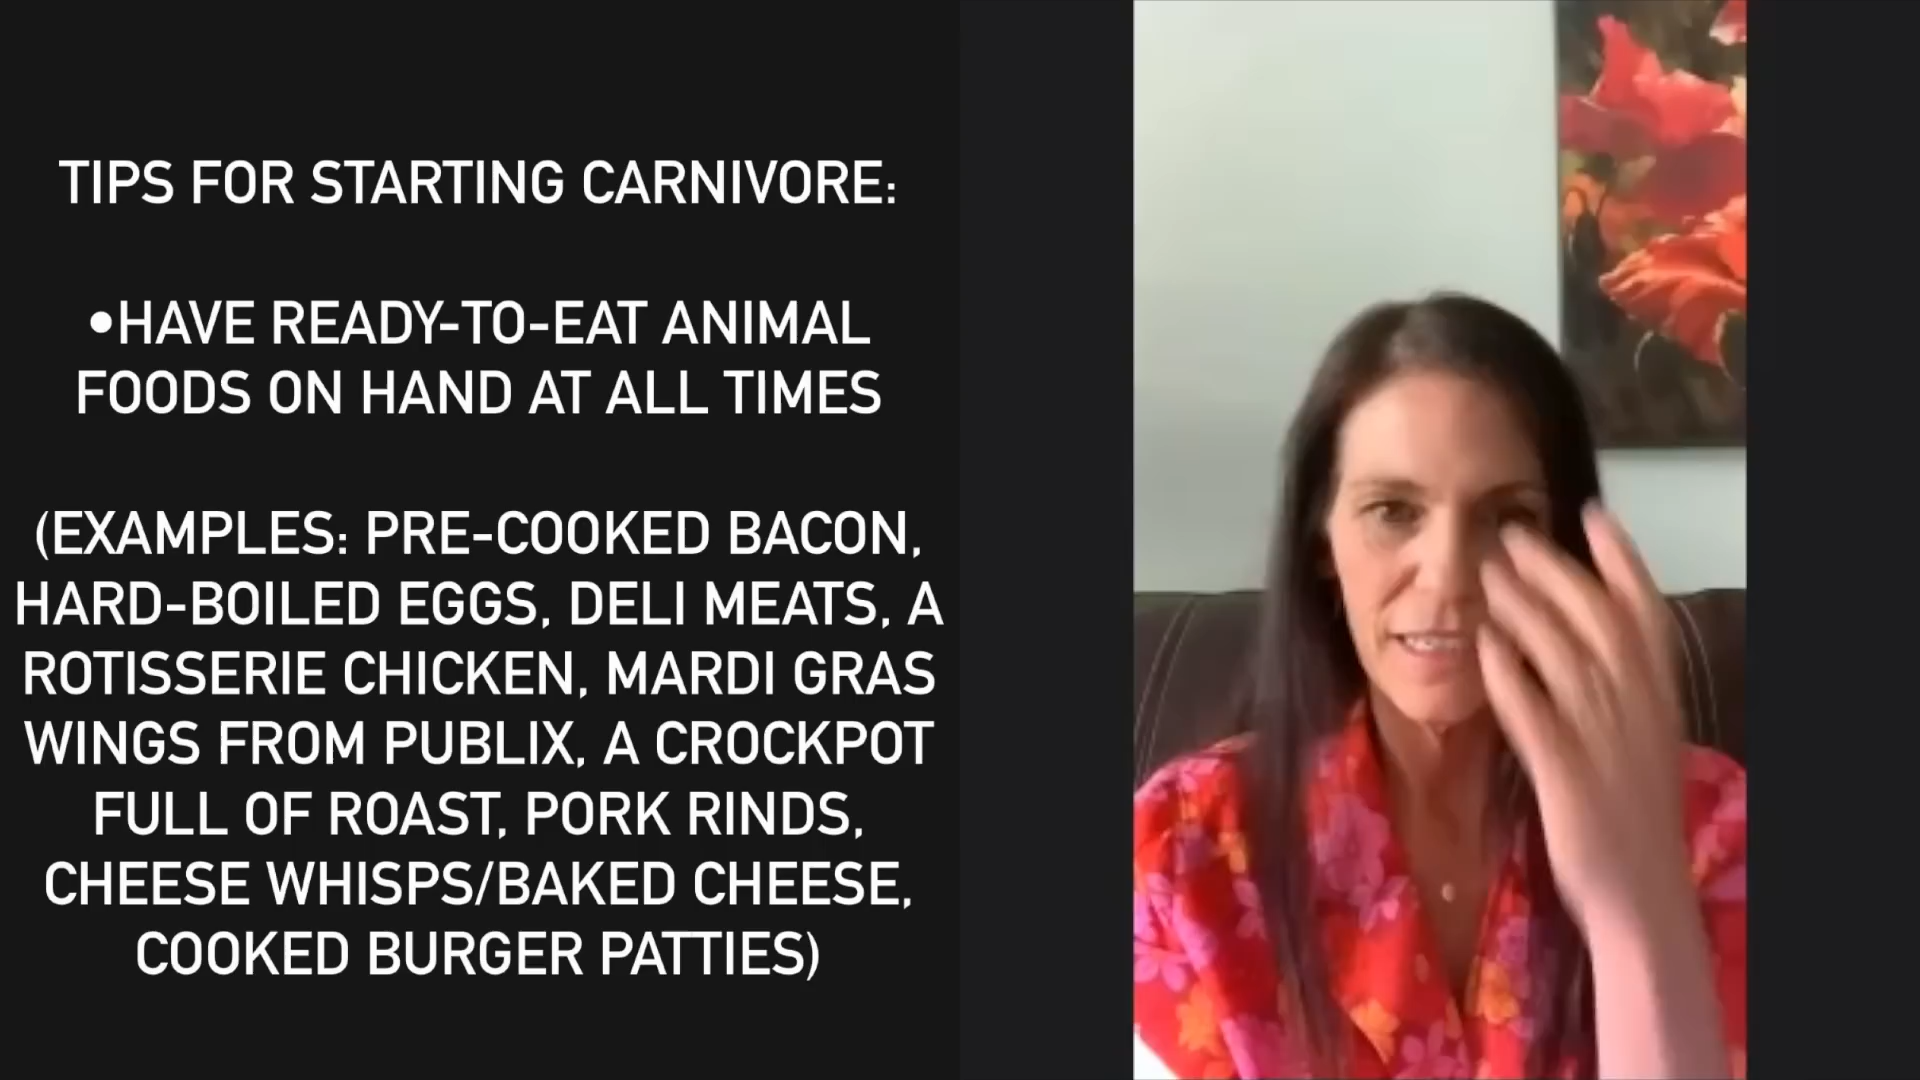 TIPS FOR STARTING CARNIVORE:
•HAVE READY-TO-EAT ANIMAL
FOODS ON HAND AT ALL TIMES
(EXAMPLES: PRE-COOKED BACON,
HARD-BOILED EGGS, DELI MEATS, A
ROTISSERIE CHICKEN, MARDI GRAS
WINGS FROM PUBLIX, A CROCKPOT
FULL OF ROAST, PORK RINDS,
CHEESE WHISPS/BAKED CHEESE,
COOKED BURGER PATTIES)